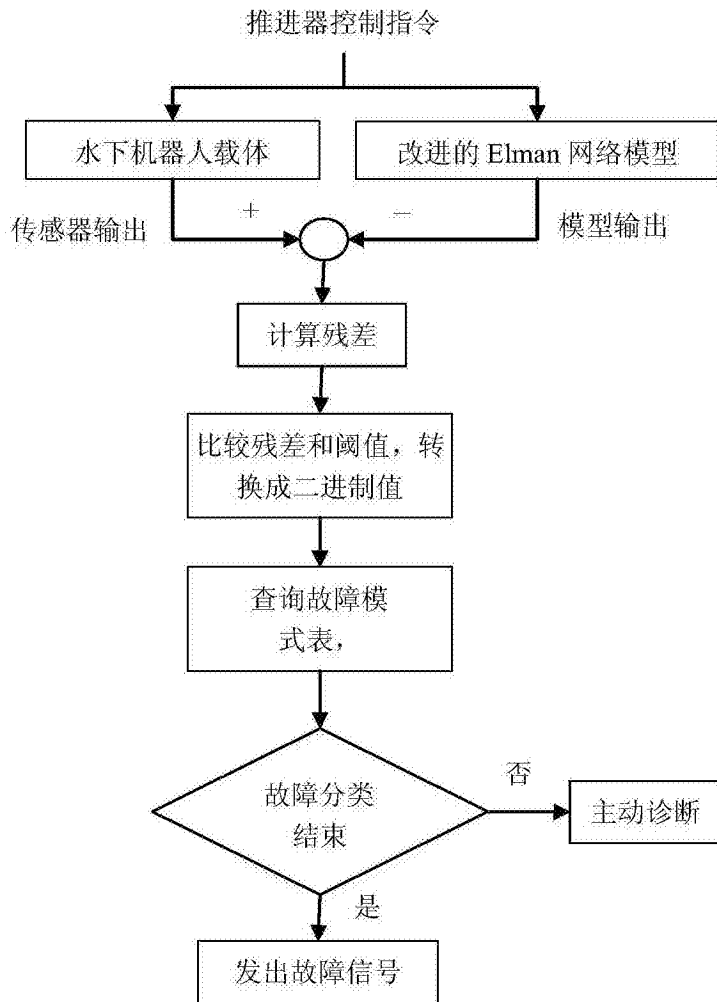 推进器控制指令
水下机器人载体
改进的 Elman 网络模型
+
−
传感器输出
模型输出
计算残差
比较残差和阈值，转
换成二进制值
查询故障模
式表，
故障分类
结束
否
主动诊断
是
发出故障信号